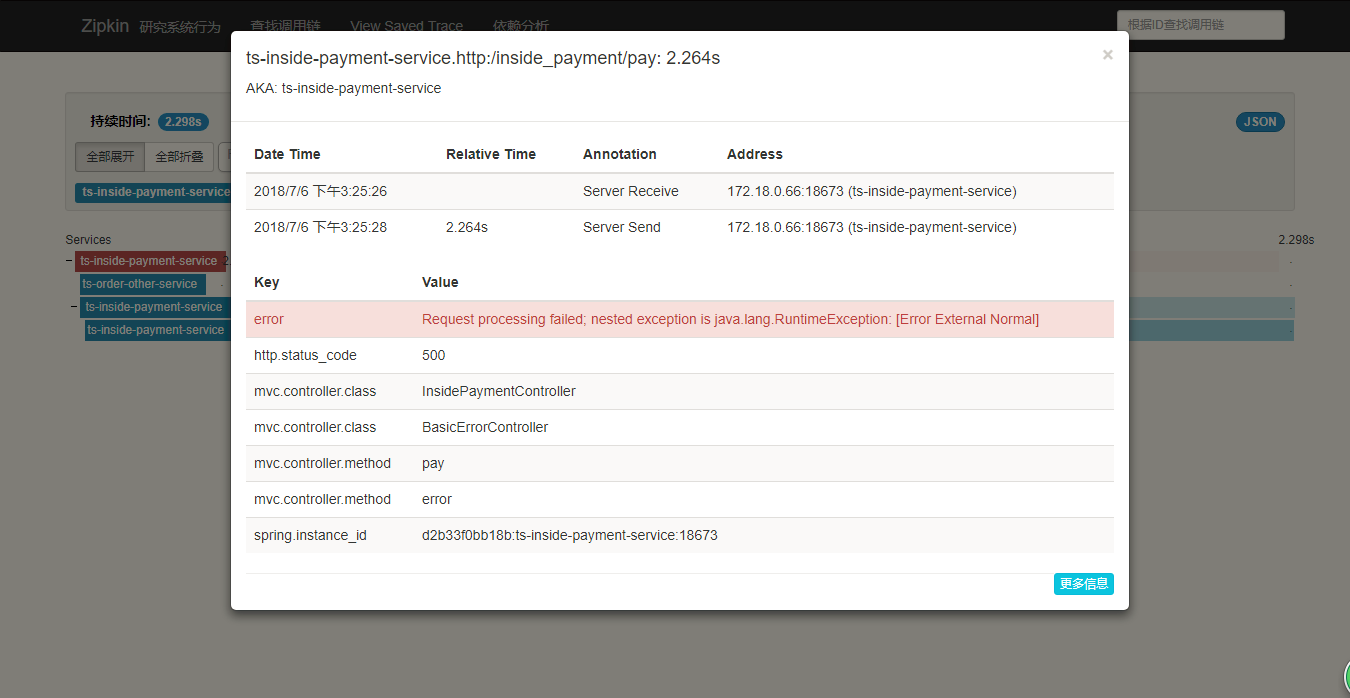 Zipkin 研究系统行为 查找调用链 View Saved Trace 依赖分析 根据ID查找调用链
ts-inside-payment-service.http:/inside_payment/pay: 2.264s ×
AKA: ts-inside-payment-service
持续时间: 2.298s JSON
全部展开 全部折叠
ts-inside-payment-service
Date Time Relative Time Annotation Address
2018/7/6 下午3:25:26 Server Receive 172.18.0.66:18673 (ts-inside-payment-service)
2018/7/6 下午3:25:28 2.264s Server Send 172.18.0.66:18673 (ts-inside-payment-service)
Services 2.298s
ts-inside-payment-service
ts-order-other-service
ts-inside-payment-service
ts-inside-payment-service
Key Value
error Request processing failed; nested exception is java.lang.RuntimeException: [Error External Normal]
http.status_code 500
mvc.controller.class InsidePaymentController
mvc.controller.class BasicErrorController
mvc.controller.method pay
mvc.controller.method error
spring.instance_id d2b33f0bb18b:ts-inside-payment-service:18673
更多信息